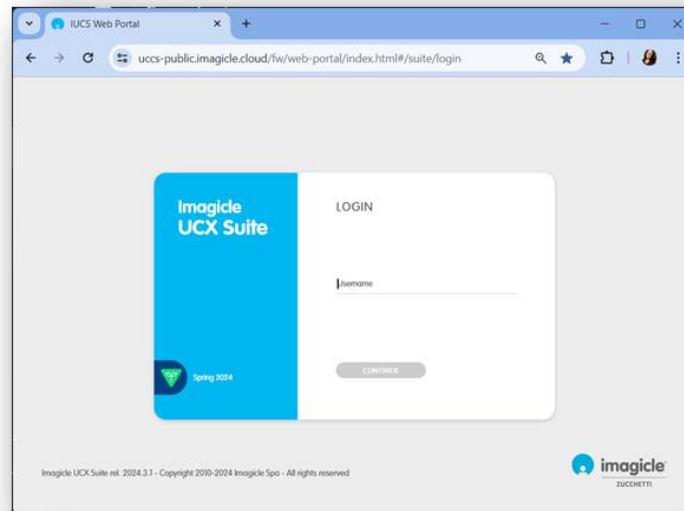 IUCS Web Portal
uccs-public.imagicle.cloud/fw/web-portal/index.html#/suite/login
Imagicle
UCX Suite
LOGIN
Username
CONTINUE
Spring 2024
Imagicle UCX Suite rel. 2024.3.1 - Copyright 2010-2024 Imagicle Spa - All rights reserved
imagicle
ZUCCHETTI